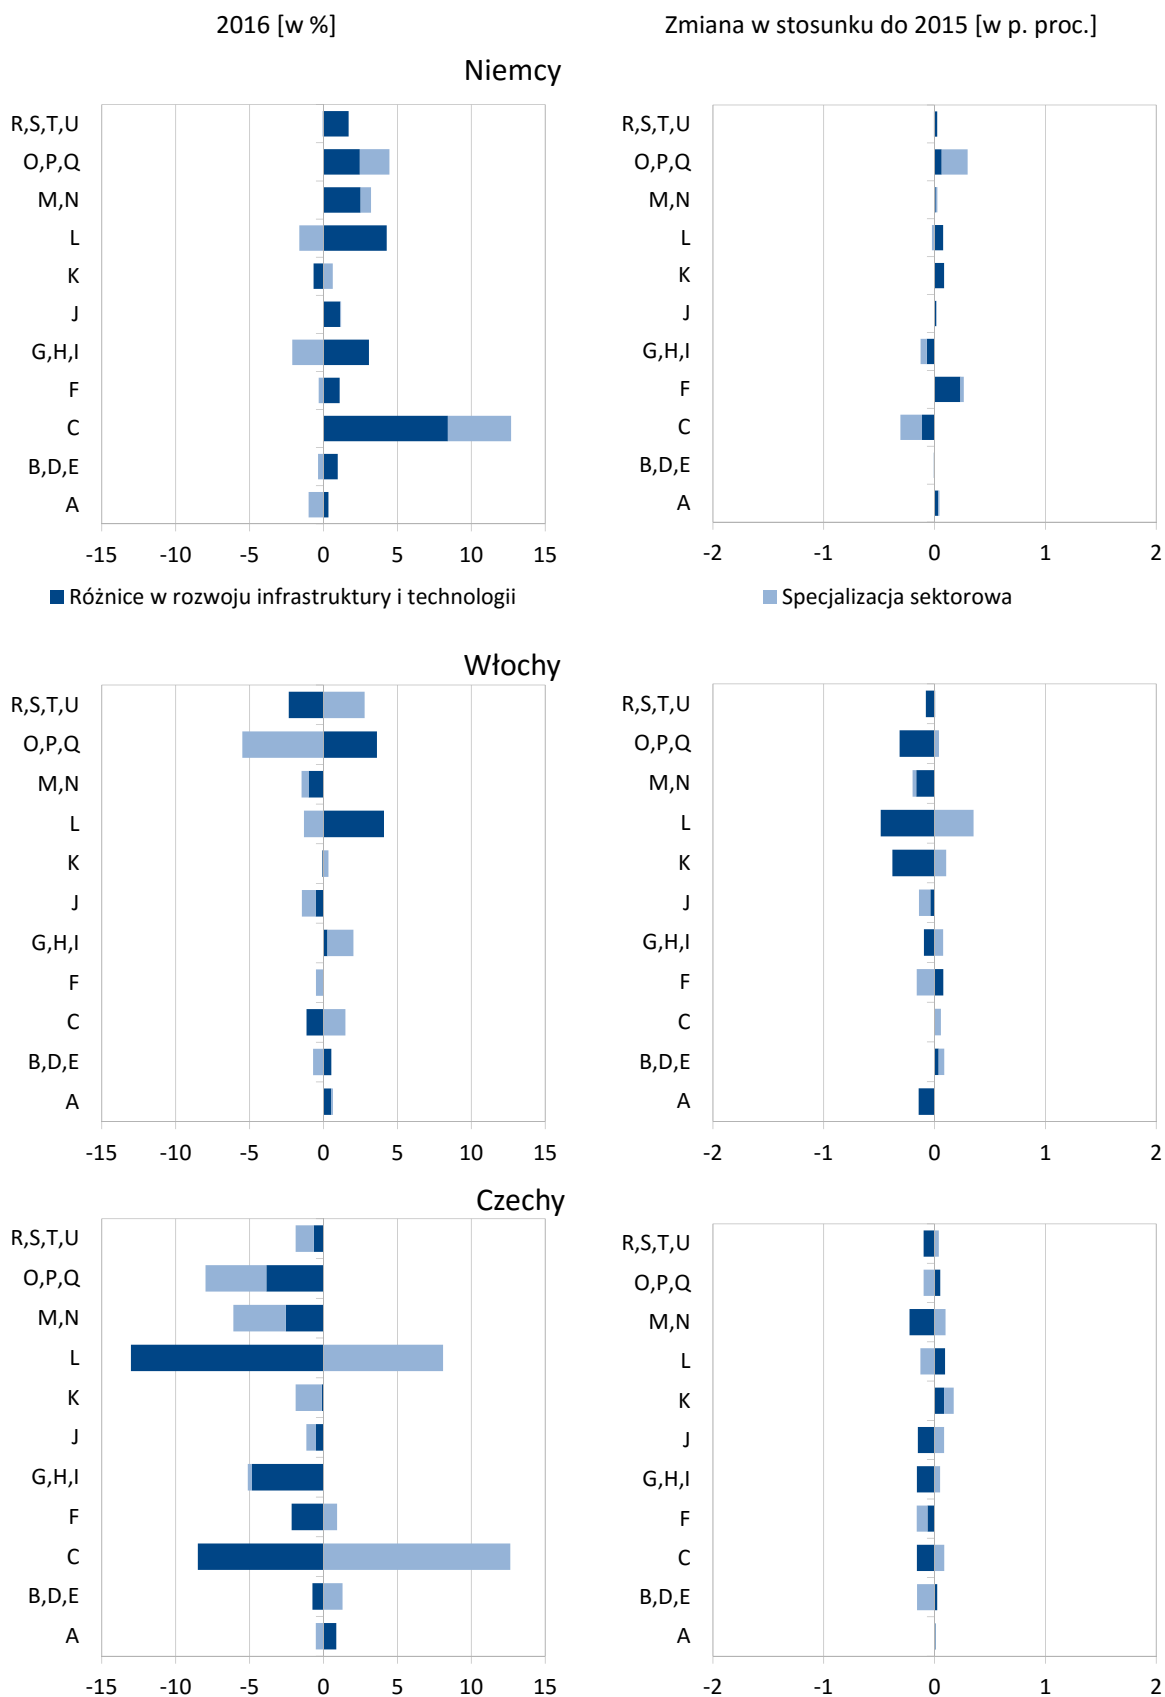 2016 [w %]
Zmiana w stosunku do 2015 [w p. proc.]
Niemcy
R,S,T,U
O,P,Q
M,N
L
K
J
G,H,I
F
C
B,D,E
A
-15 -10 -5 0 5 10 15
R,S,T,U
O,P,Q
M,N
L
K
J
G,H,I
F
C
B,D,E
A
-2 -1 0 1 2
Różnice w rozwoju infrastruktury i technologii
Specjalizacja sektorowa
Włochy
R,S,T,U
O,P,Q
M,N
L
K
J
G,H,I
F
C
B,D,E
A
-15 -10 -5 0 5 10 15
R,S,T,U
O,P,Q
M,N
L
K
J
G,H,I
F
C
B,D,E
A
-2 -1 0 1 2
Czechy
R,S,T,U
O,P,Q
M,N
L
K
J
G,H,I
F
C
B,D,E
A
-15 -10 -5 0 5 10 15
R,S,T,U
O,P,Q
M,N
L
K
J
G,H,I
F
C
B,D,E
A
-2 -1 0 1 2